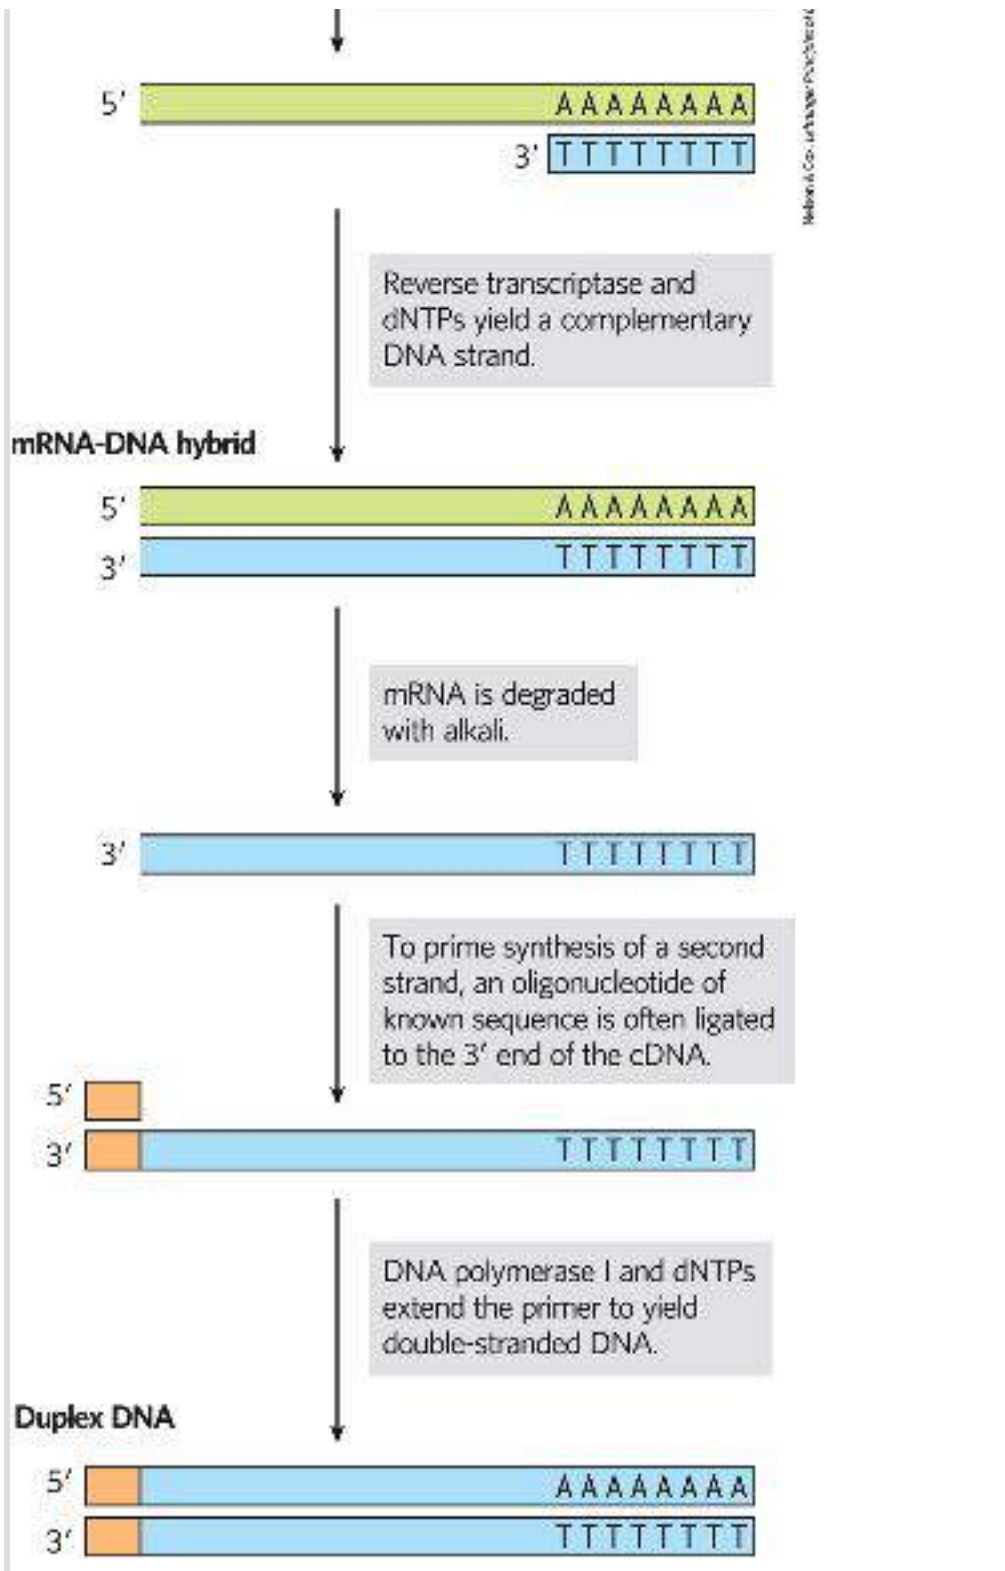 5′ AAAAAAAA
3′ TTTTTTTT
Reverse transcriptase and
dNTPs yield a complementary
DNA strand.
mRNA-DNA hybrid
5′ AAAAAAAA
3′ TTTTTTTT
mRNA is degraded
with alkali.
3′ TTTTTTTT
To prime synthesis of a second
strand, an oligonucleotide of
known sequence is often ligated
to the 3′ end of the cDNA.
5′
3′ TTTTTTTT
DNA polymerase I and dNTPs
extend the primer to yield
double-stranded DNA.
Duplex DNA
5′ AAAAAAAA
3′ TTTTTTTT
Nelson & Cox,